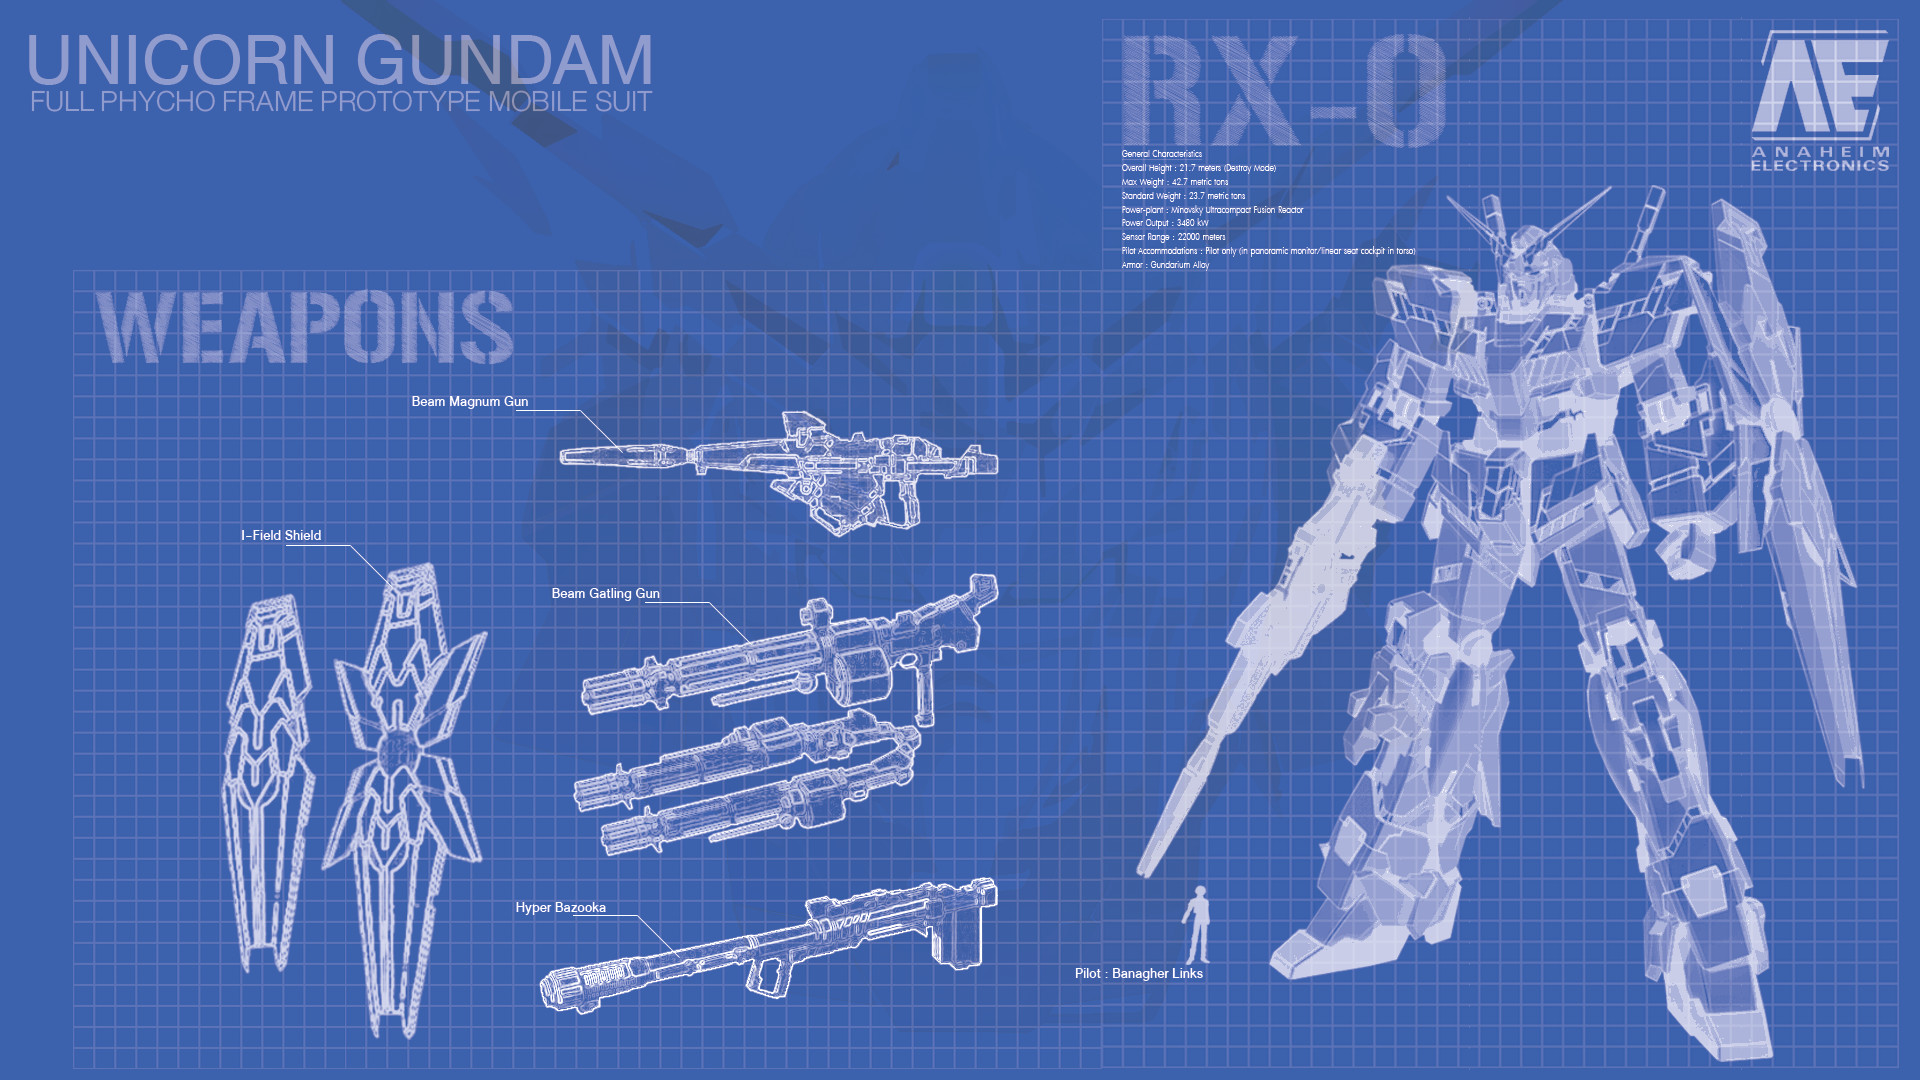 UNICORN GUNDAM
FULL PHYCHO FRAME PROTOTYPE MOBILE SUIT
RX-0
AE
ANAHEIM
ELECTRONICS
General Characteristics
Overall Height : 21.7 meters (Destroy Mode)
Max Weight : 42.7 metric tons
Standard Weight : 23.7 metric tons
Power-plant : Minovsky Ultracompact Fusion Reactor
Power Output : 3480 kW
Sensor Range : 22000 meters
Pilot Accommodations : Pilot only (in panoramic monitor/linear seat cockpit in torso)
Armor : Gundarium Alloy
WEAPONS
Beam Magnum Gun
I-Field Shield
Beam Gatling Gun
Hyper Bazooka
Pilot : Banagher Links